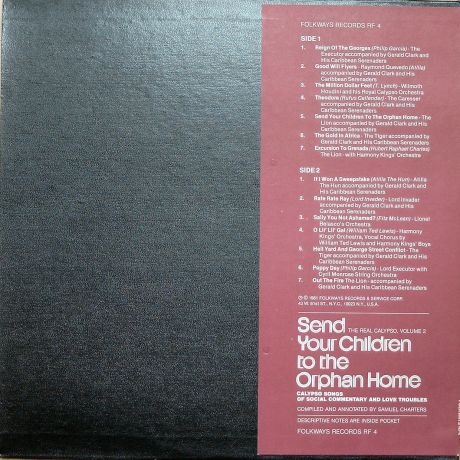 FOLKWAYS RECORDS RF 4
SIDE 1
1. Reign Of The Georges (Philip Garcia) - The
Executor accompanied by Gerald Clark and
His Caribbean Serenaders
2. Good Will Flyers - Raymond Quevedo (Atilla)
accompanied by Gerald Clark and His
Caribbean Serenaders
3. The Million Dollar Feet (T. Lynch) - Wilmoth
Houdini and his Royal Calypso Orchestra
4. Theodore (Rufus Callender) - The Caresser
accompanied by Gerald Clark and His
Caribbean Serenaders
5. Send Your Children To The Orphan Home - The
Lion accompanied by Gerald Clark and His
Caribbean Serenaders
6. The Gold In Africa - The Tiger accompanied by
Gerald Clark and His Caribbean Serenaders
7. Excursion To Grenada (Hubert Raphael Charles)
The Lion - with Harmony Kings' Orchestra
SIDE 2
1. If I Won A Sweepstake (Atilla The Hun) - Atilla
The Hun accompanied by Gerald Clark and His
Caribbean Serenaders
2. Rate Rate Ray (Lord Invader) - Lord Invader
accompanied by Gerald Clark and His
Caribbean Serenaders
3. Sally You Not Ashamed? (Fitz McLean) - Lionel
Belasco's Orchestra
4. O Lil' Lil' Gal (William Ted Lewis) - Harmony
Kings' Orchestra, Vocal Chorus by
William Ted Lewis and Harmony Kings' Boys
5. Hell Yard And George Street Conflict - The
Tiger accompanied by Gerald Clark and His
Caribbean Serenaders
6. Poppy Day (Philip Garcia) - Lord Executor with
Cyril Monrose String Orchestra
7. Out The Fire The Lion - accompanied by
Gerald Clark and His Caribbean Serenaders
℗ © 1981 FOLKWAYS RECORDS & SERVICE CORP.
43 W. 61ST ST., N.Y.C., 10023 N.Y., U.S.A.
Send THE REAL CALYPSO, VOLUME 2
Your Children
to the
Orphan Home
CALYPSO SONGS
OF SOCIAL COMMENTARY AND LOVE TROUBLES
COMPILED AND ANNOTATED BY SAMUEL CHARTERS
DESCRIPTIVE NOTES ARE INSIDE POCKET
FOLKWAYS RECORDS RF 4